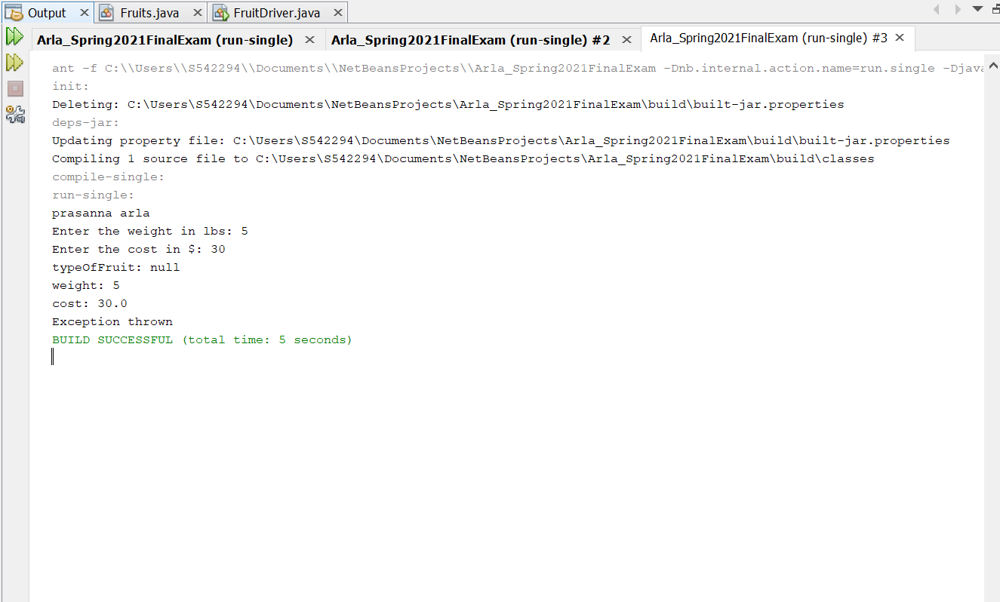 Output
Fruits.java
FruitDriver.java
Arla_Spring2021FinalExam (run-single)
Arla_Spring2021FinalExam (run-single) #2
Arla_Spring2021FinalExam (run-single) #3
ant -f C:\\Users\\S542294\\Documents\\NetBeansProjects\\Arla_Spring2021FinalExam -Dnb.internal.action.name=run.single -Djava
init:
Deleting: C:\Users\S542294\Documents\NetBeansProjects\Arla_Spring2021FinalExam\build\built-jar.properties
deps-jar:
Updating property file: C:\Users\S542294\Documents\NetBeansProjects\Arla_Spring2021FinalExam\build\built-jar.properties
Compiling 1 source file to C:\Users\S542294\Documents\NetBeansProjects\Arla_Spring2021FinalExam\build\classes
compile-single:
run-single:
prasanna arla
Enter the weight in lbs: 5
Enter the cost in $: 30
typeOfFruit: null
weight: 5
cost: 30.0
Exception thrown
BUILD SUCCESSFUL (total time: 5 seconds)